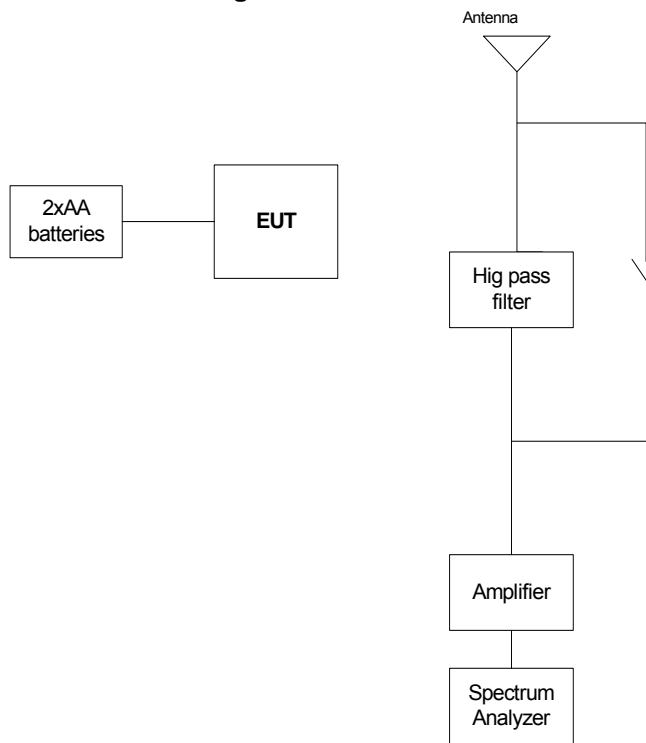 Antenna
2xAA
batteries
EUT
Hig pass
filter
Amplifier
Spectrum
Analyzer